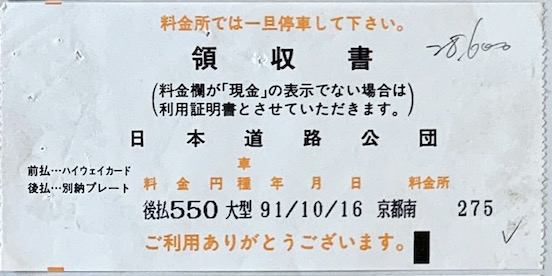 料金所では一旦停車して下さい。
領収書
28,600
(料金欄が「現金」の表示でない場合は
利用証明書とさせていただきます。)
日本道路公団
前払…ハイウェイカード
後払…別納プレート
料金円 車種 年 月 日 料金所
後払550 大型 91/10/16 京都南 275
ご利用ありがとうございます。